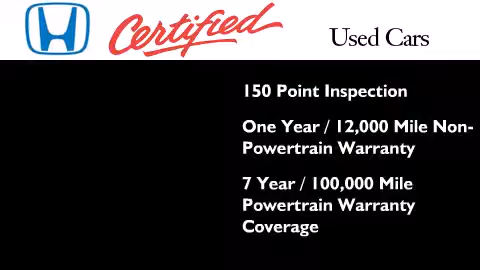 Certified Used Cars
150 Point Inspection
One Year / 12,000 Mile Non-
Powertrain Warranty
7 Year / 100,000 Mile
Powertrain Warranty
Coverage